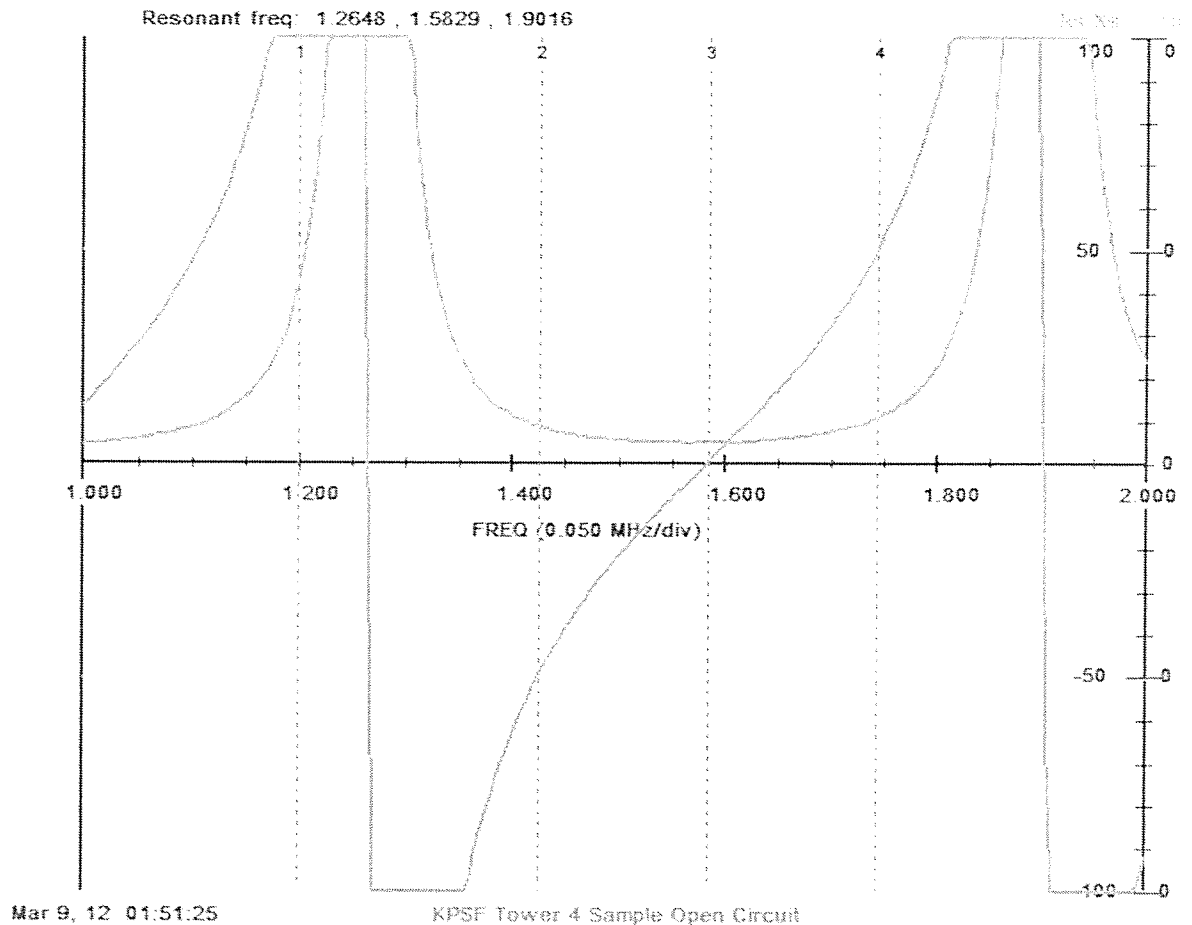 Resonant freq: 1.2648 , 1.5829 , 1.9016
1 2 3 4 100 0
50 0
0
1.000 1.200 1.400 1.600 1.800 2.000
FREQ (0.050 MHz/div)
-50 0
-100 0
Mar 9, 12 01:51:25 KPSF Tower 4 Sample Open Circuit